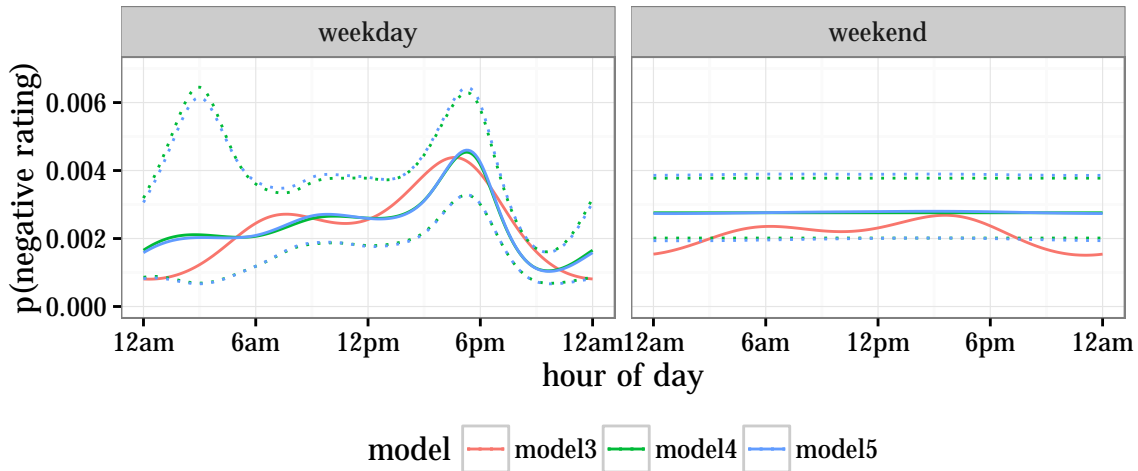 weekday weekend
p(negative rating)
0.006
0.004
0.002
0.000
12am 6am 12pm 6pm 12am 12am 6am 12pm 6pm 12am
hour of day
model model3 model4 model5